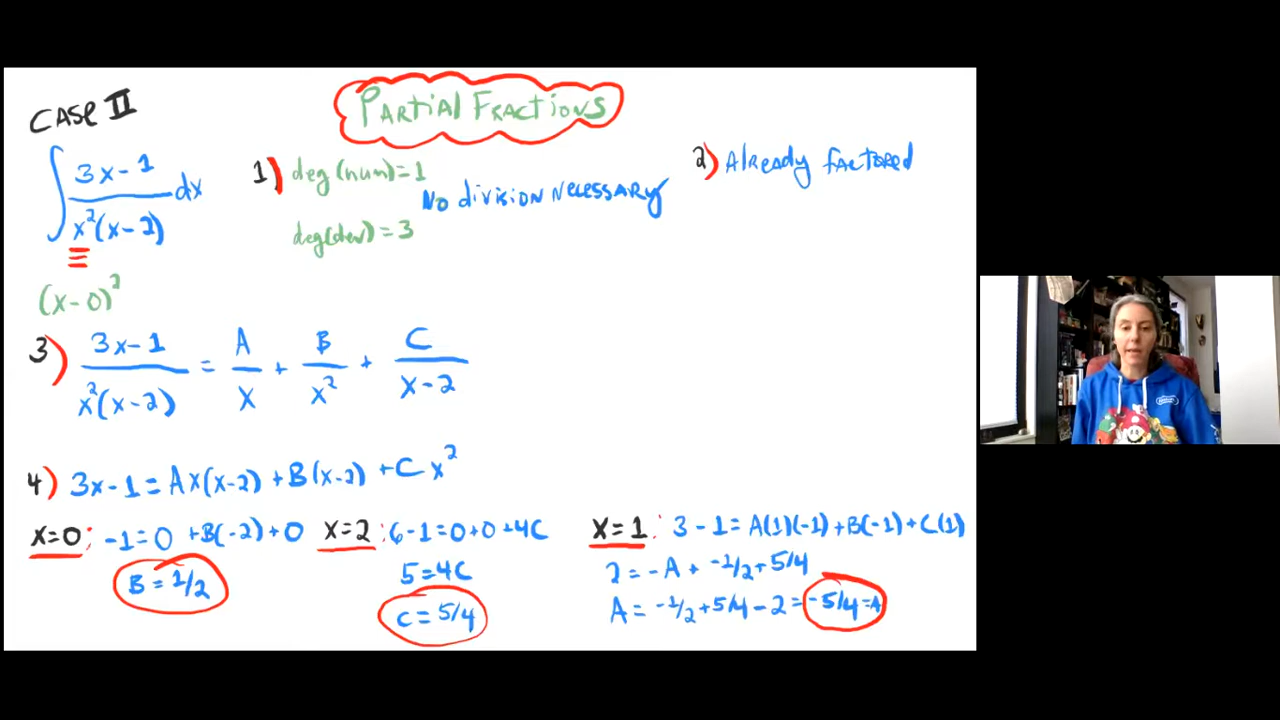 CASE II
Partial Fractions
∫ (3x-1)/(x²(x-2)) dx
(x-0)²
1) deg(num)=1
deg(den)=3
No division necessary
2) Already factored
3) (3x-1)/(x²(x-2)) = A/x + B/x² + C/(x-2)
4) 3x-1=Ax(x-2)+B(x-2)+Cx²
x=0: -1=0+B(-2)+0
B=1/2
x=2: 6-1=0+0+4C
5=4C
C=5/4
x=1: 3-1=A(1)(-1)+B(-1)+C(1)
2=-A+-1/2+5/4
A=-1/2+5/4-2=-5/4=A